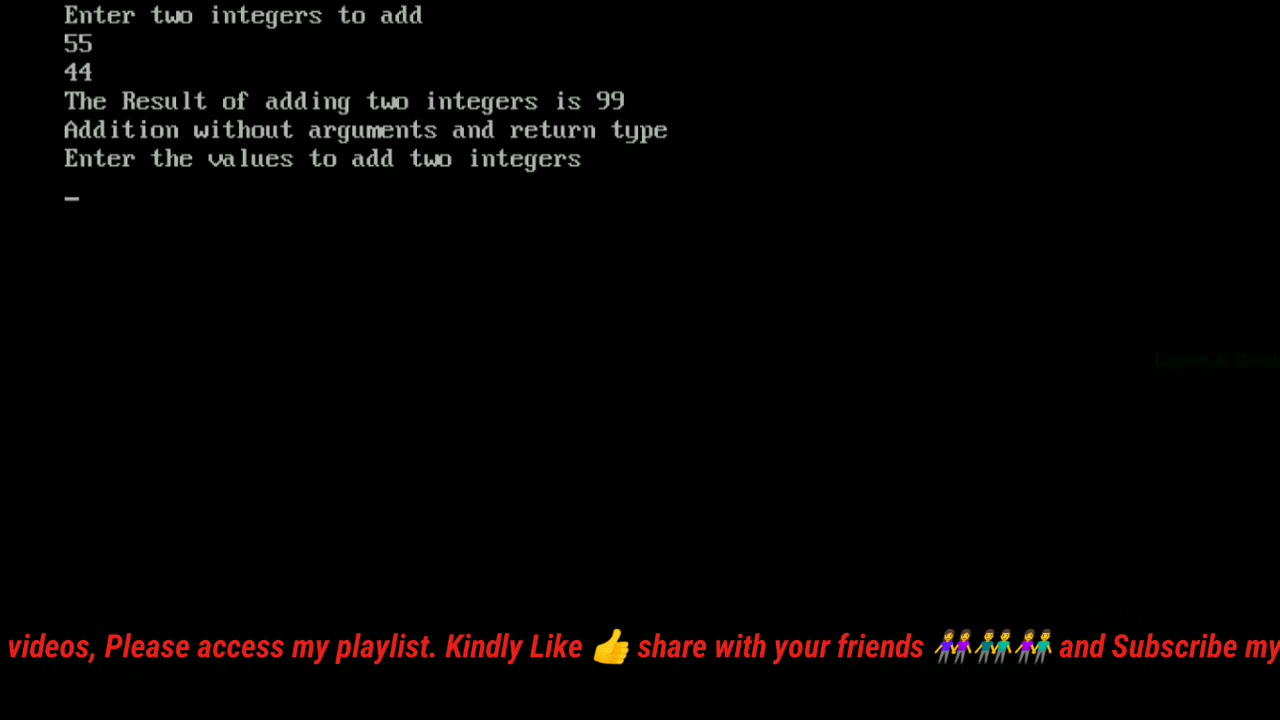 Enter two integers to add
55
44
The Result of adding two integers is 99
Addition without arguments and return type
Enter the values to add two integers
videos, Please access my playlist. Kindly Like 👍 share with your friends 👭👬👫 and Subscribe my